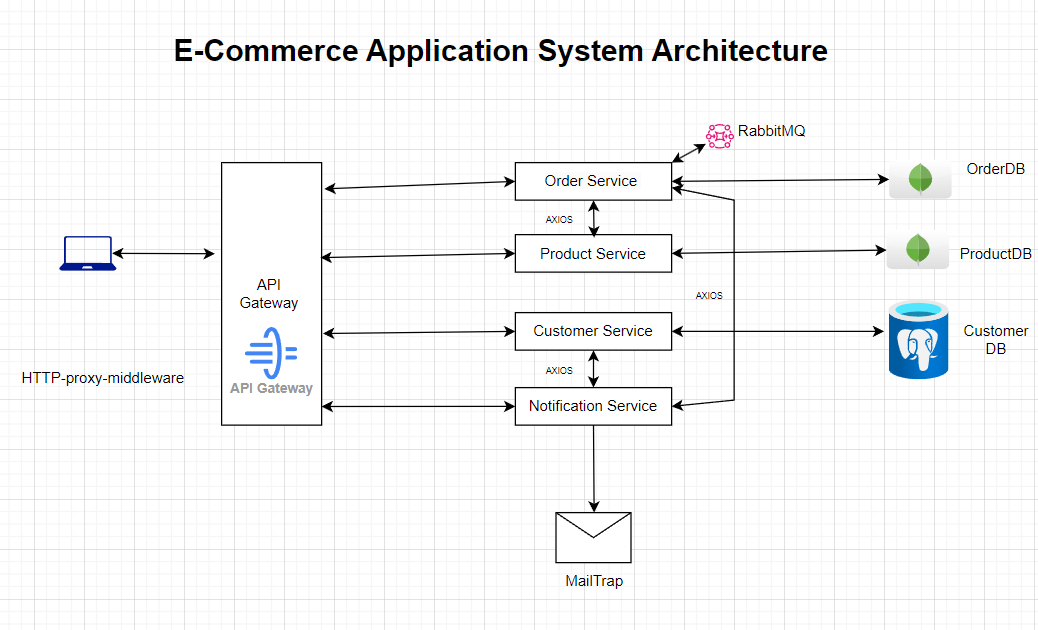 E-Commerce Application System Architecture
RabbitMQ
OrderDB
Order Service
AXIOS
Product Service
ProductDB
API
Gateway
AXIOS
Customer Service
Customer
DB
HTTP-proxy-middleware
API Gateway
AXIOS
Notification Service
MailTrap